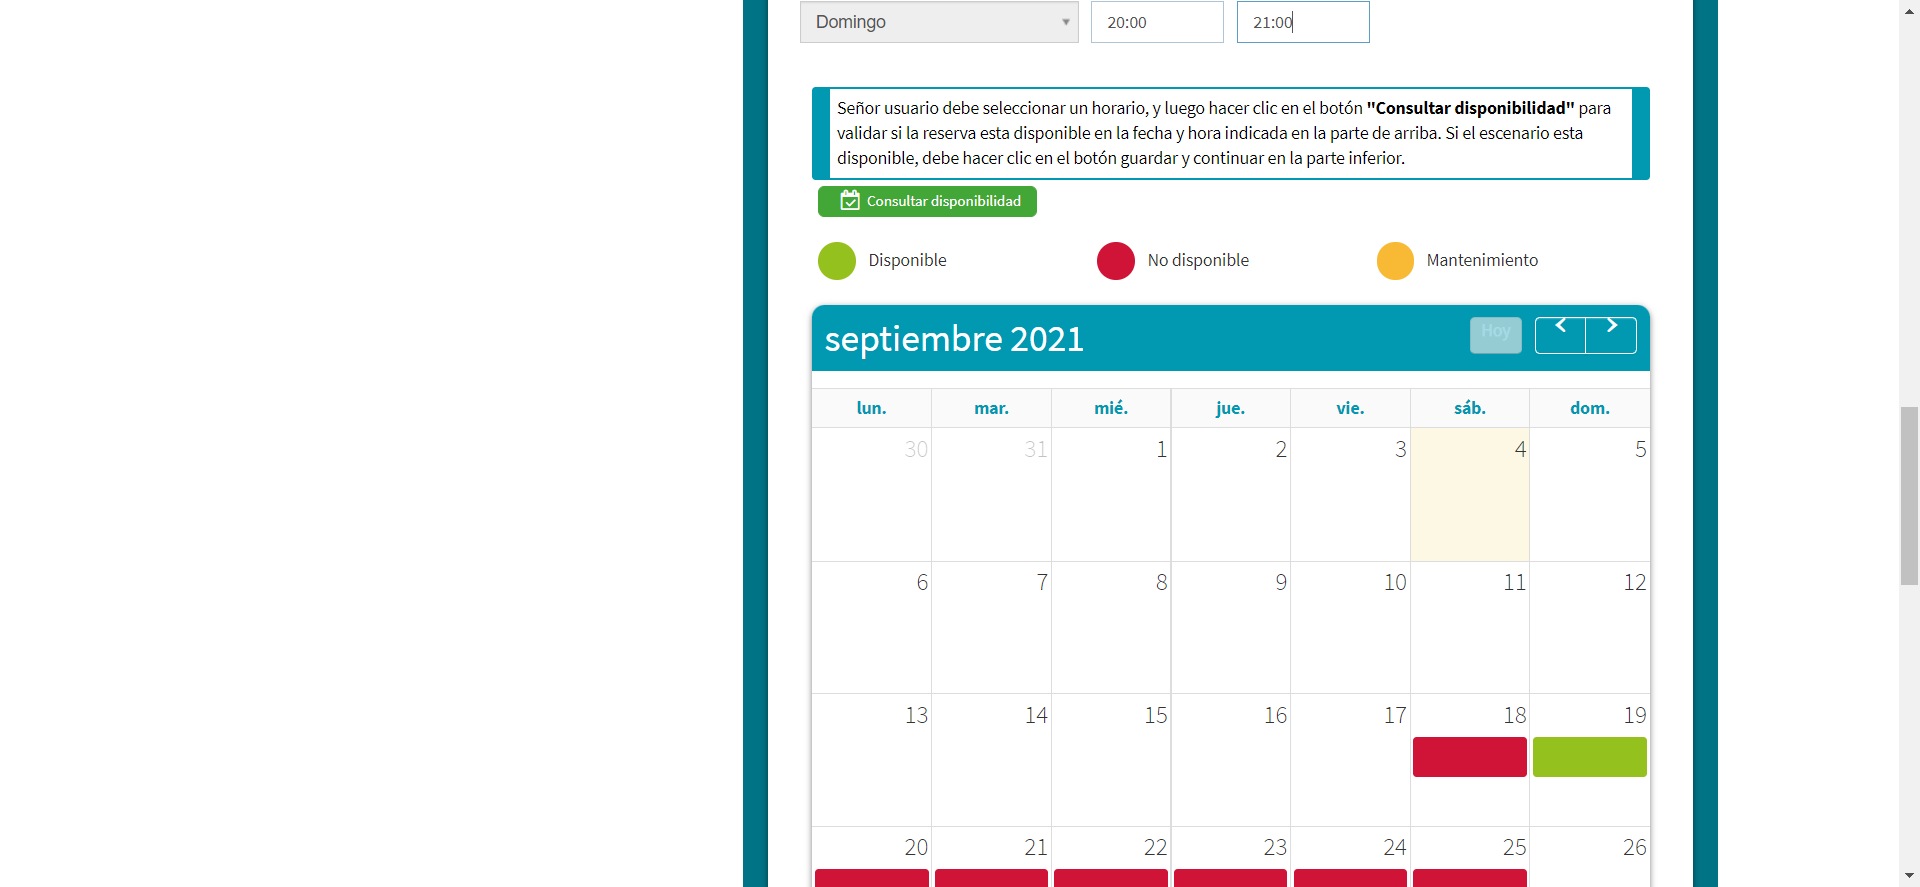 Domingo 20:00 21:00
Señor usuario debe seleccionar un horario, y luego hacer clic en el botón "Consultar disponibilidad" para
validar si la reserva esta disponible en la fecha y hora indicada en la parte de arriba. Si el escenario esta
disponible, debe hacer clic en el botón guardar y continuar en la parte inferior.
Consultar disponibilidad
Disponible No disponible Mantenimiento
septiembre 2021 Hoy
lun. mar. mié. jue. vie. sáb. dom.
30 31 1 2 3 4 5
6 7 8 9 10 11 12
13 14 15 16 17 18 19
20 21 22 23 24 25 26